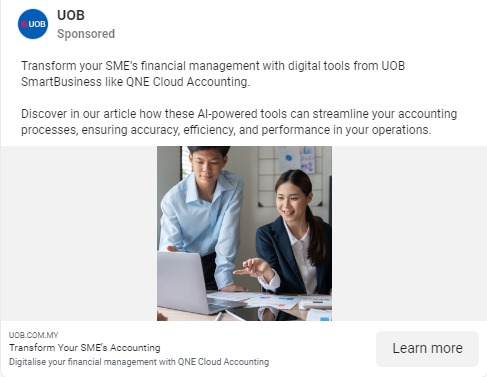 UOB
UOB
Sponsored
Transform your SME's financial management with digital tools from UOB
SmartBusiness like QNE Cloud Accounting.
Discover in our article how these AI-powered tools can streamline your accounting
processes, ensuring accuracy, efficiency, and performance in your operations.
UOB.COM.MY
Transform Your SME's Accounting
Digitalise your financial management with QNE Cloud Accounting
Learn more